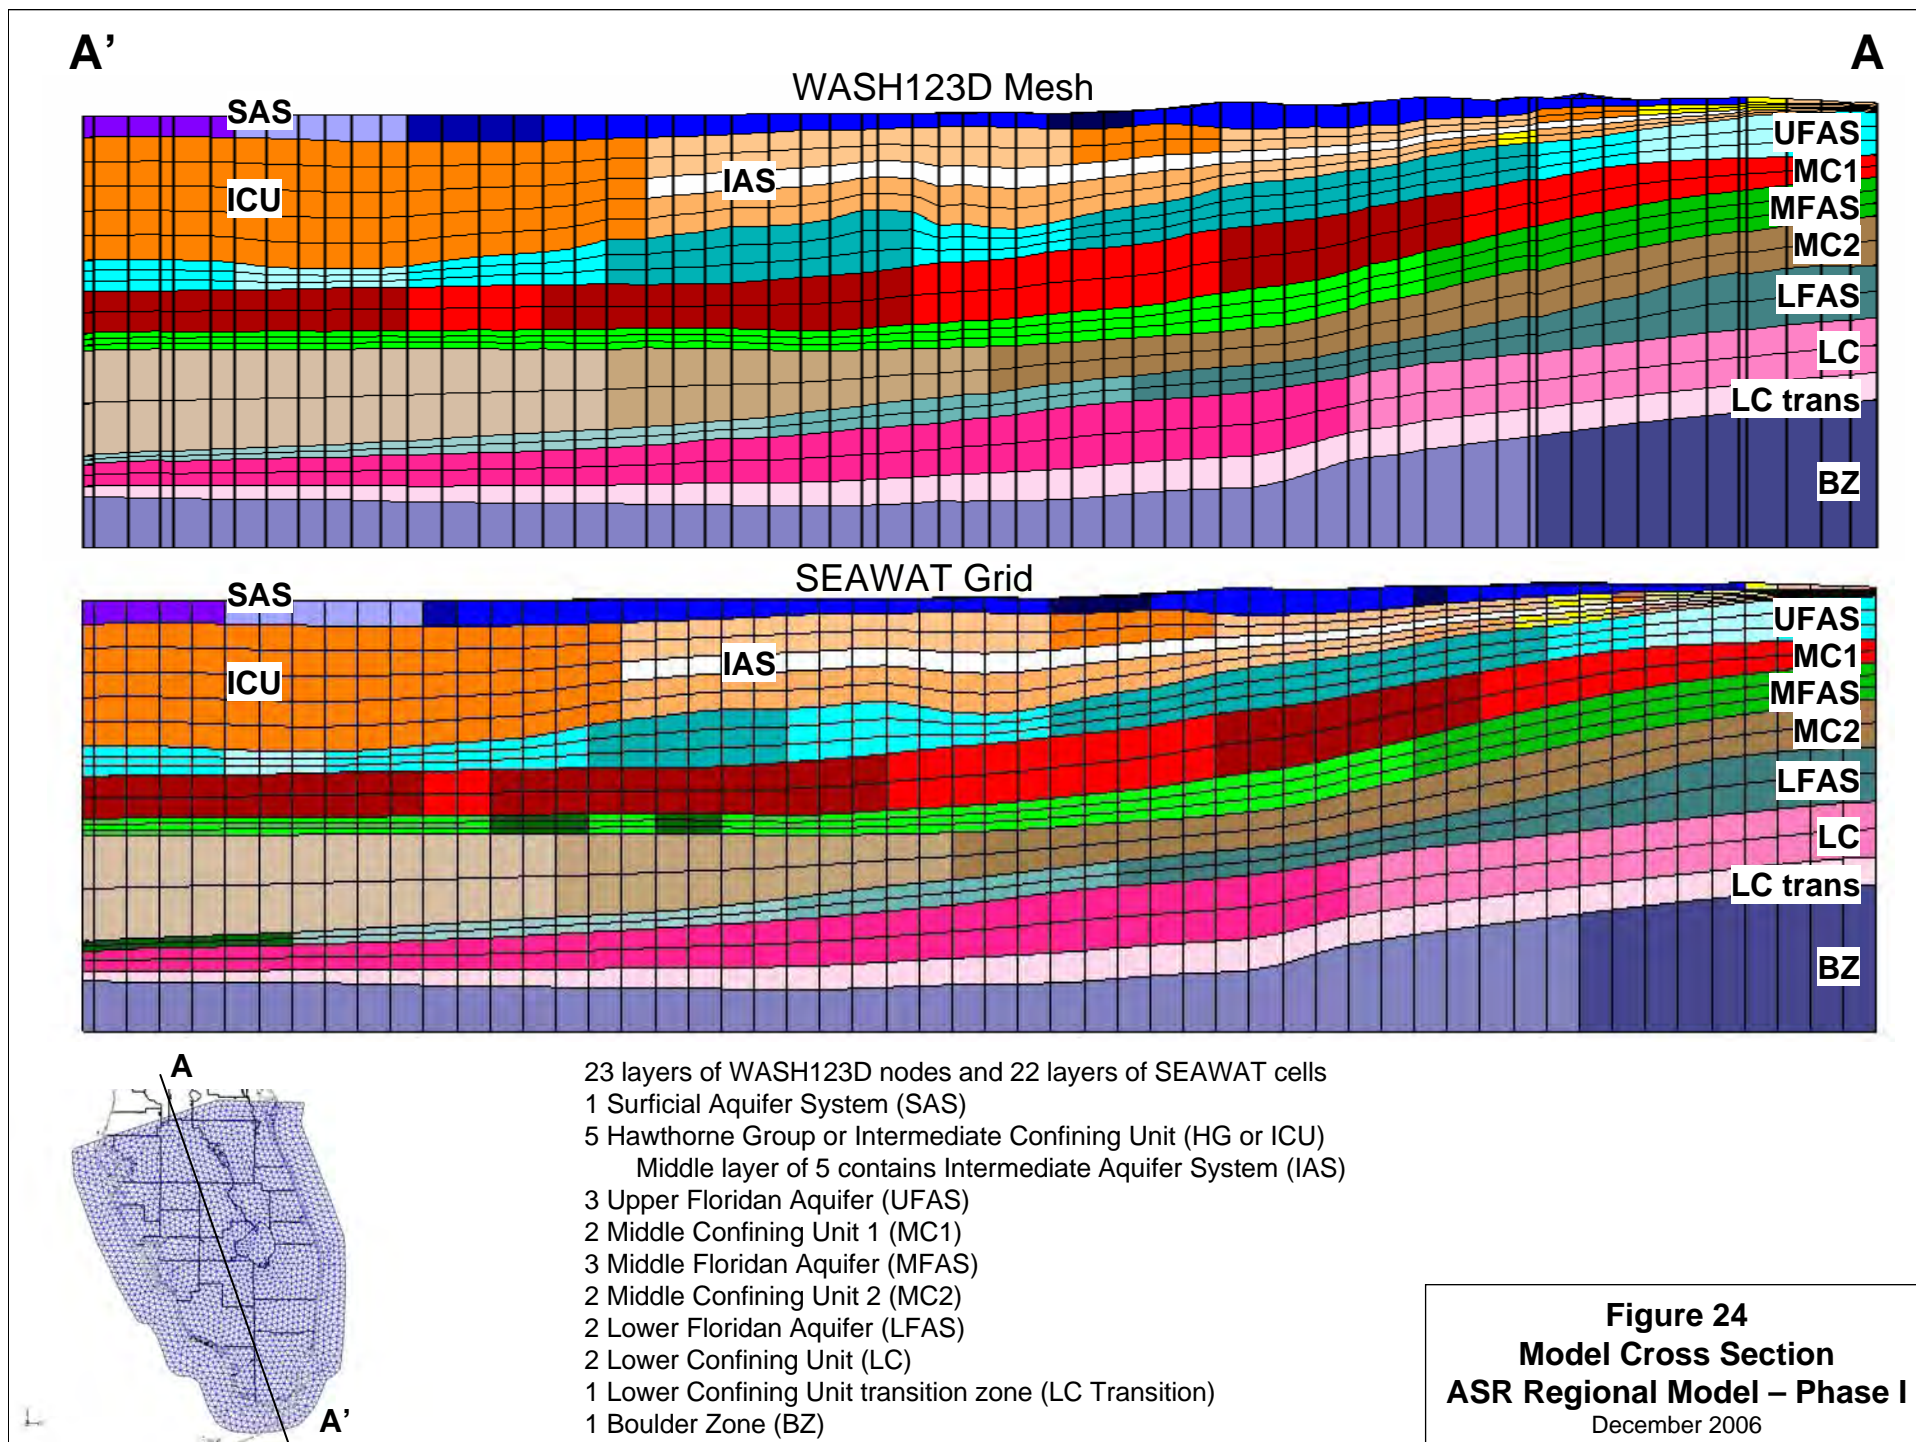 A’
A
WASH123D Mesh
SAS
ICU
IAS
UFAS
MC1
MFAS
MC2
LFAS
LC
LC trans
BZ
SEAWAT Grid
SAS
ICU
IAS
UFAS
MC1
MFAS
MC2
LFAS
LC
LC trans
BZ
A
A’
23 layers of WASH123D nodes and 22 layers of SEAWAT cells
1 Surficial Aquifer System (SAS)
5 Hawthorne Group or Intermediate Confining Unit (HG or ICU)
Middle layer of 5 contains Intermediate Aquifer System (IAS)
3 Upper Floridan Aquifer (UFAS)
2 Middle Confining Unit 1 (MC1)
3 Middle Floridan Aquifer (MFAS)
2 Middle Confining Unit 2 (MC2)
2 Lower Floridan Aquifer (LFAS)
2 Lower Confining Unit (LC)
1 Lower Confining Unit transition zone (LC Transition)
1 Boulder Zone (BZ)
Figure 24
Model Cross Section
ASR Regional Model – Phase I
December 2006